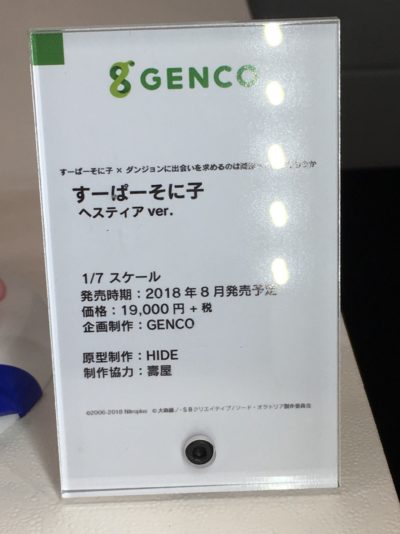 GENCO
すーぱーそに子 × ダンジョンに出会いを求めるのは
すーぱーそに子
ヘスティア ver.
1/7 スケール
発売時期：2018 年 8 月発売予定
価格：19,000 円 + 税
企画制作：GENCO
原型制作：HIDE
制作協力：壽屋
©2006-2018 Nitroplus